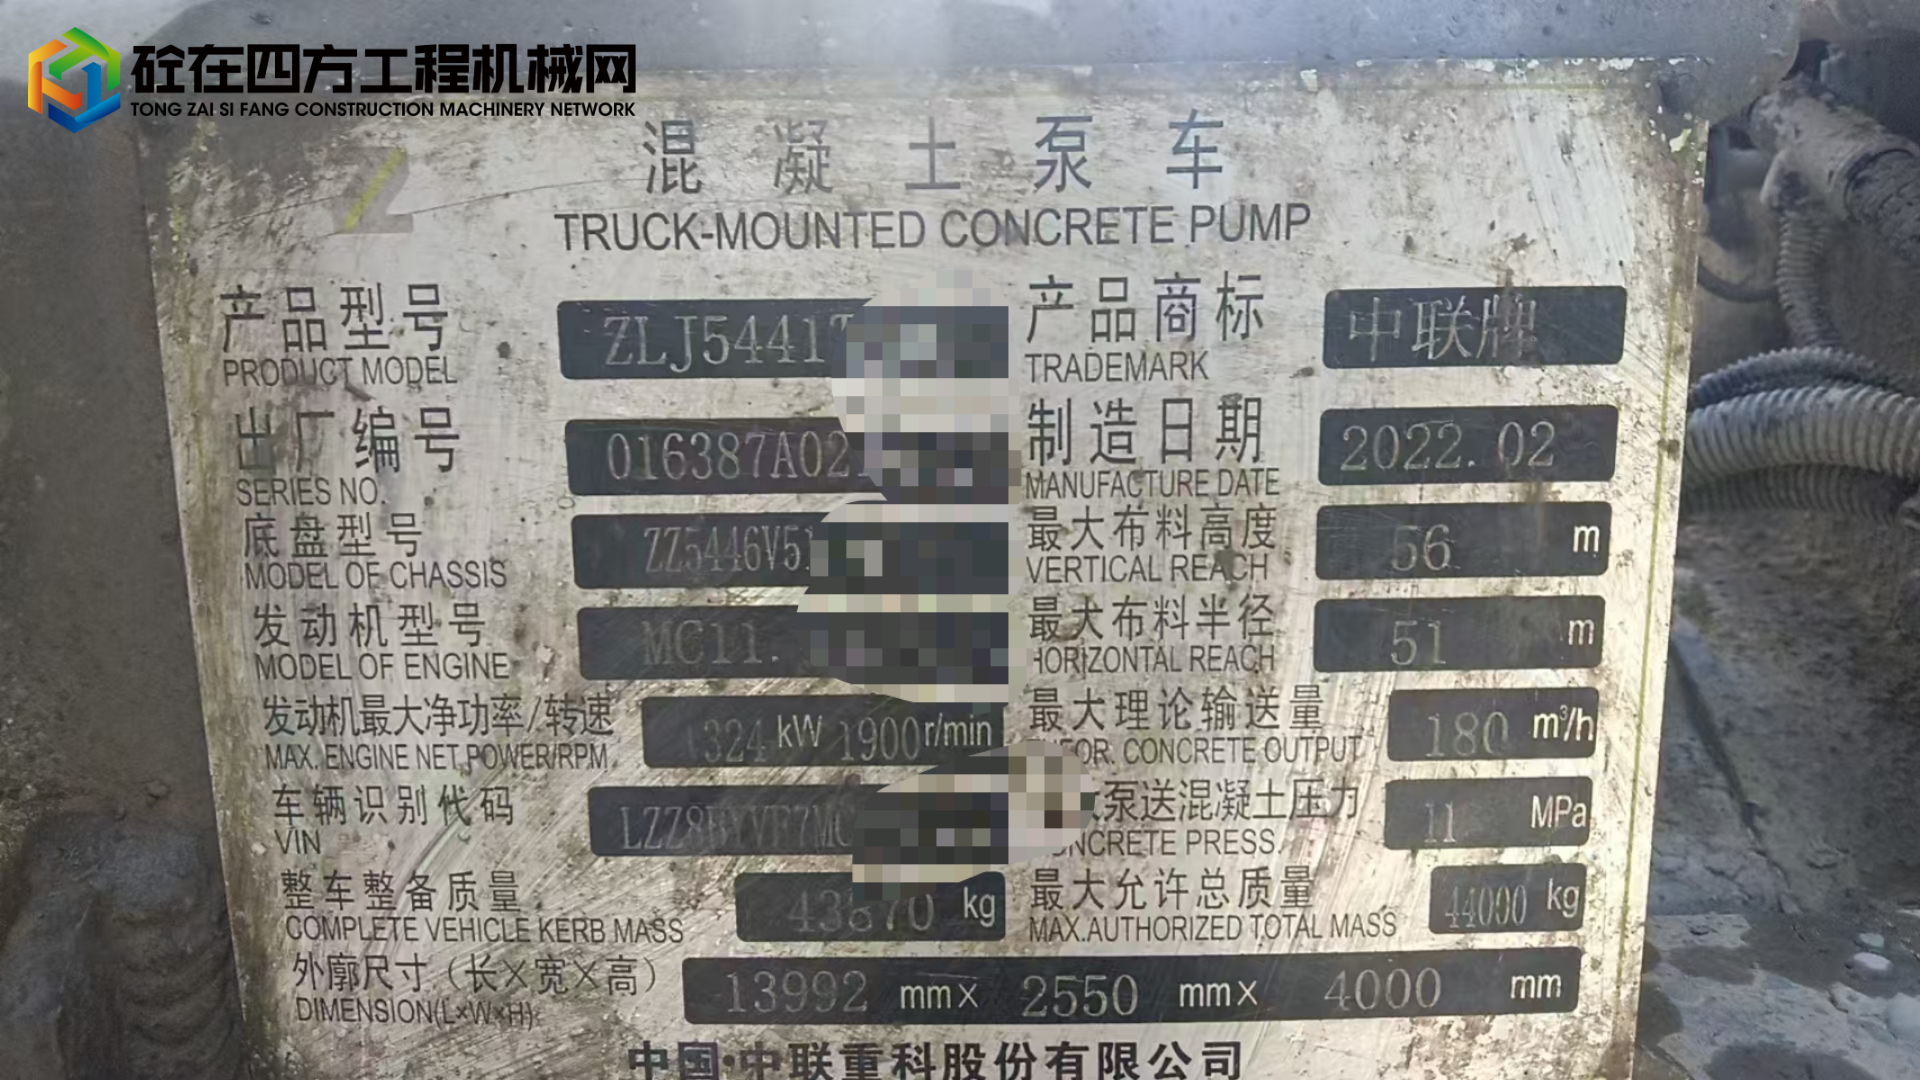 砼在四方工程机械网
TONG ZAI SI FANG CONSTRUCTION MACHINERY NETWORK
混凝土泵车
TRUCK-MOUNTED CONCRETE PUMP
产品型号 ZLJ5441 产品商标 中联牌
PRODUCT MODEL TRADEMARK
出厂编号 016387A02 制造日期 2022.02
SERIES NO. MANUFACTURE DATE
底盘型号 ZZ5446V5 最大布料高度 56 m
MODEL OF CHASSIS VERTICAL REACH
发动机型号 MC11. 最大布料半径 51 m
MODEL OF ENGINE HORIZONTAL REACH
发动机最大净功率/转速 324 kW 1900 r/min 最大理论输送量 180 m³/h
MAX. ENGINE NET POWER/RPM CONCRETE OUTPUT
车辆识别代码 泵送混凝土压力 11 MPa
VIN CONCRETE PRESS.
整车整备质量 kg 最大允许总质量 44000 kg
COMPLETE VEHICLE KERB MASS MAX.AUTHORIZED TOTAL MASS
外廓尺寸（长×宽×高） 13992 mm× 2550 mm× 4000 mm
DIMENSION(L×W×H)
中国·中联重科股份有限公司